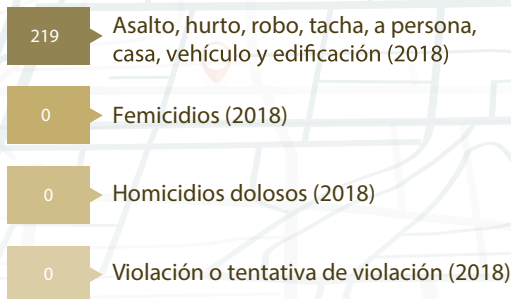 219
Asalto, hurto, robo, tacha, a persona,
casa, vehículo y edificación (2018)
0
Femicidios (2018)
0
Homicidios dolosos (2018)
0
Violación o tentativa de violación (2018)